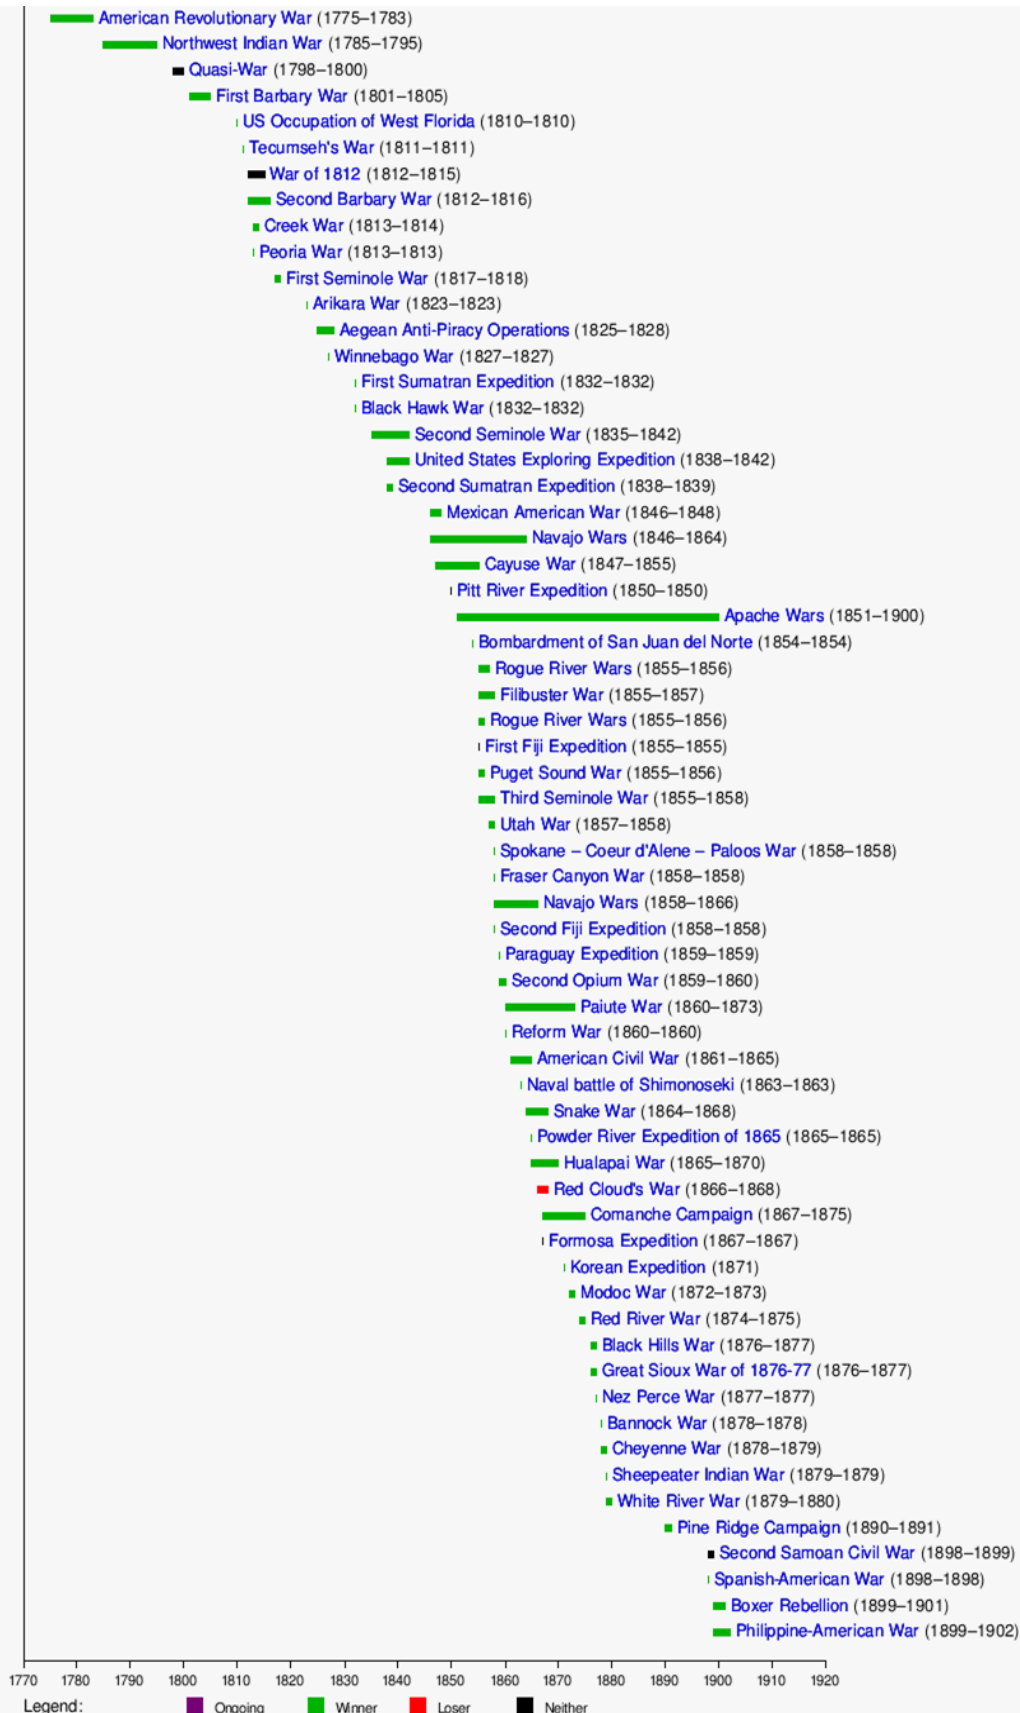 American Revolutionary War (1775–1783)
Northwest Indian War (1785–1795)
Quasi-War (1798–1800)
First Barbary War (1801–1805)
US Occupation of West Florida (1810–1810)
Tecumseh's War (1811–1811)
War of 1812 (1812–1815)
Second Barbary War (1812–1816)
Creek War (1813–1814)
Peoria War (1813–1813)
First Seminole War (1817–1818)
Arikara War (1823–1823)
Aegean Anti-Piracy Operations (1825–1828)
Winnebago War (1827–1827)
First Sumatran Expedition (1832–1832)
Black Hawk War (1832–1832)
Second Seminole War (1835–1842)
United States Exploring Expedition (1838–1842)
Second Sumatran Expedition (1838–1839)
Mexican American War (1846–1848)
Navajo Wars (1846–1864)
Cayuse War (1847–1855)
Pitt River Expedition (1850–1850)
Apache Wars (1851–1900)
Bombardment of San Juan del Norte (1854–1854)
Rogue River Wars (1855–1856)
Filibuster War (1855–1857)
Rogue River Wars (1855–1856)
First Fiji Expedition (1855–1855)
Puget Sound War (1855–1856)
Third Seminole War (1855–1858)
Utah War (1857–1858)
Spokane – Coeur d'Alene – Paloos War (1858–1858)
Fraser Canyon War (1858–1858)
Navajo Wars (1858–1866)
Second Fiji Expedition (1858–1858)
Paraguay Expedition (1859–1859)
Second Opium War (1859–1860)
Paiute War (1860–1873)
Reform War (1860–1860)
American Civil War (1861–1865)
Naval battle of Shimonoseki (1863–1863)
Snake War (1864–1868)
Powder River Expedition of 1865 (1865–1865)
Hualapai War (1865–1870)
Red Cloud's War (1866–1868)
Comanche Campaign (1867–1875)
Formosa Expedition (1867–1867)
Korean Expedition (1871)
Modoc War (1872–1873)
Red River War (1874–1875)
Black Hills War (1876–1877)
Great Sioux War of 1876-77 (1876–1877)
Nez Perce War (1877–1877)
Bannock War (1878–1878)
Cheyenne War (1878–1879)
Sheepeater Indian War (1879–1879)
White River War (1879–1880)
Pine Ridge Campaign (1890–1891)
Second Samoan Civil War (1898–1899)
Spanish-American War (1898–1898)
Boxer Rebellion (1899–1901)
Philippine-American War (1899–1902)
1770 1780 1790 1800 1810 1820 1830 1840 1850 1860 1870 1880 1890 1900 1910 1920
Legend: Ongoing Winner Loser Neither